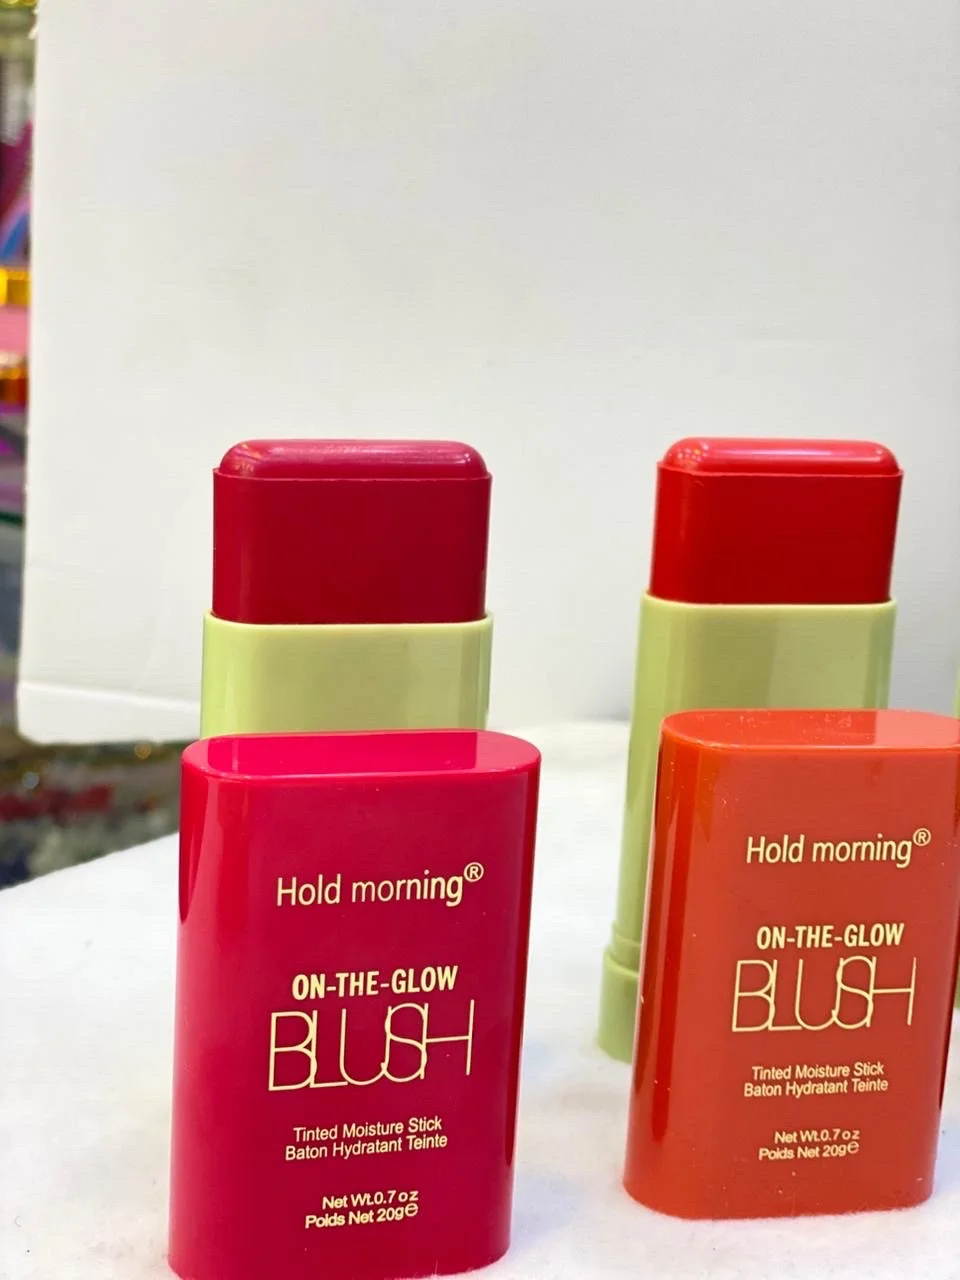 Hold morning®
ON-THE-GLOW
BLUSH
Tinted Moisture Stick
Baton Hydratant Teinte
Net Wt.0.7 oz
Poids Net 20g℮
Hold morning®
ON-THE-GLOW
BLUSH
Tinted Moisture Stick
Baton Hydratant Teinte
Net Wt.0.7 oz
Poids Net 20g℮